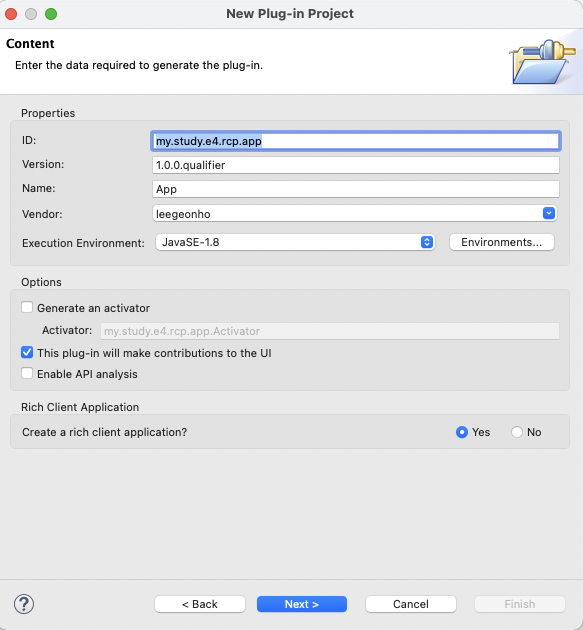 New Plug-in Project
Content
Enter the data required to generate the plug-in.
Properties
ID: my.study.e4.rcp.app
Version: 1.0.0.qualifier
Name: App
Vendor: leegeonho
Execution Environment: JavaSE-1.8 Environments...
Options
Generate an activator
Activator: my.study.e4.rcp.app.Activator
This plug-in will make contributions to the UI
Enable API analysis
Rich Client Application
Create a rich client application? Yes No
? < Back Next > Cancel Finish